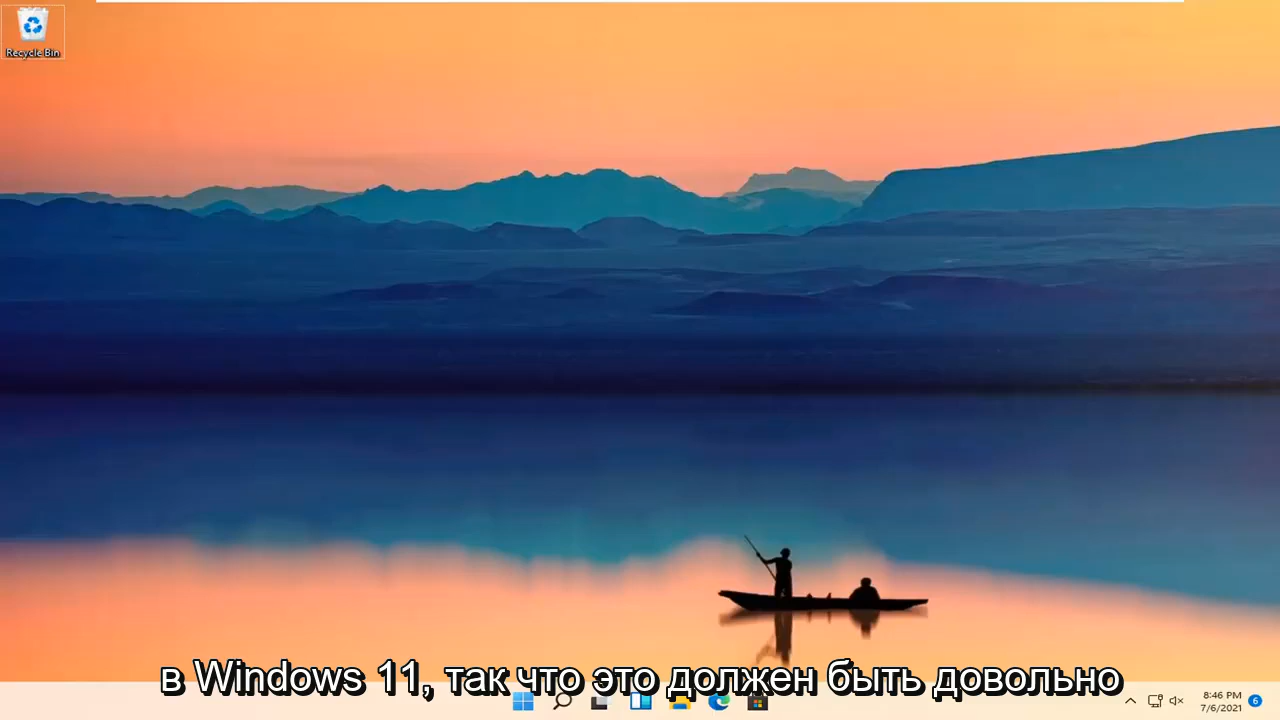 Recycle Bin
в Windows 11, так что это должен быть довольно
8:46 PM
7/6/2021
6